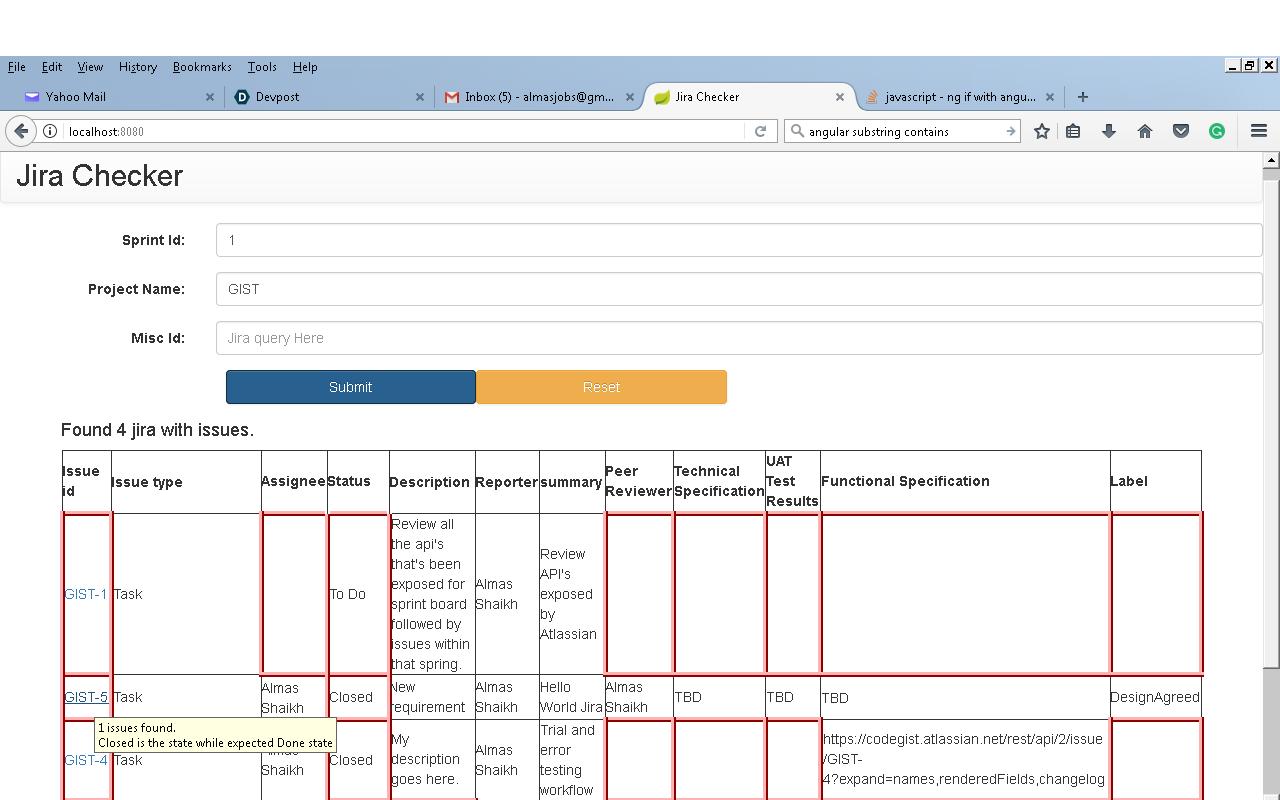 File Edit View History Bookmarks Tools Help
Yahoo Mail Devpost Inbox (5) - almasjobs@gm... Jira Checker javascript - ng if with angu...
localhost:8080 angular substring contains
Jira Checker
Sprint Id: 1
Project Name: GIST
Misc Id: Jira query Here
Submit Reset
Found 4 jira with issues.
Issue id
Issue type
Assignee
Status
Description
Reporter
summary
Peer Reviewer
Technical Specification
UAT Test Results
Functional Specification
Label
GIST-1
Task
To Do
Review all
the api's
that's been
exposed for
sprint board
followed by
issues within
that spring.
Almas
Shaikh
Review
API's
exposed
by
Atlassian
GIST-5
Task
Almas
Shaikh
Closed
New
requirement
Almas
Shaikh
Hello
World Jira
Almas
Shaikh
TBD
TBD
TBD
DesignAgreed
1 issues found.
Closed is the state while expected Done state
GIST-4
Task
Shaikh
Closed
My
description
goes here.
Almas
Shaikh
Trial and
error
testing
workflow
https://codegist.atlassian.net/rest/api/2/issue
/GIST-
4?expand=names,renderedFields,changelog